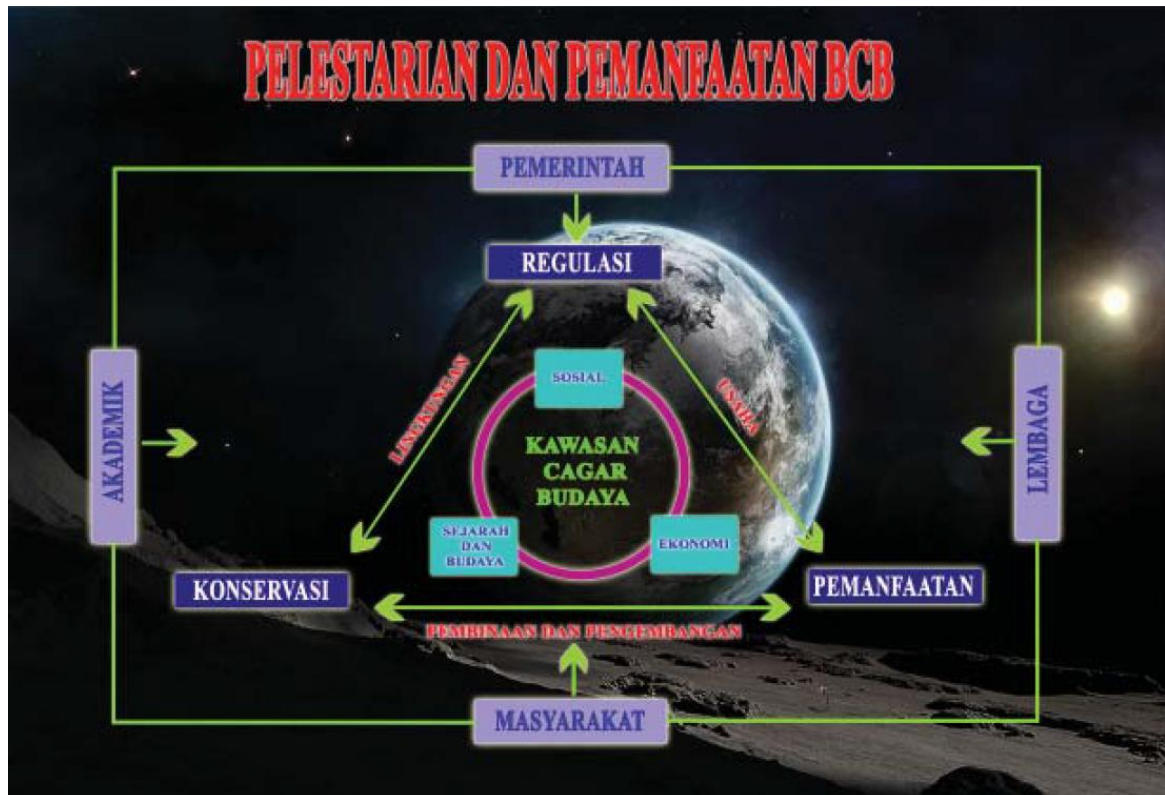 PELESTARIAN DAN PEMANFAATAN BCB
PEMERINTAH
REGULASI
AKADEMIK
LINGKUNGAN
SOSIAL
USAHA
LEMBAGA
KAWASAN
CAGAR
BUDAYA
SEJARAH
DAN
BUDAYA
EKONOMI
KONSERVASI
PEMANFAATAN
PEMBINAAN DAN PENGEMBANGAN
MASYARAKAT